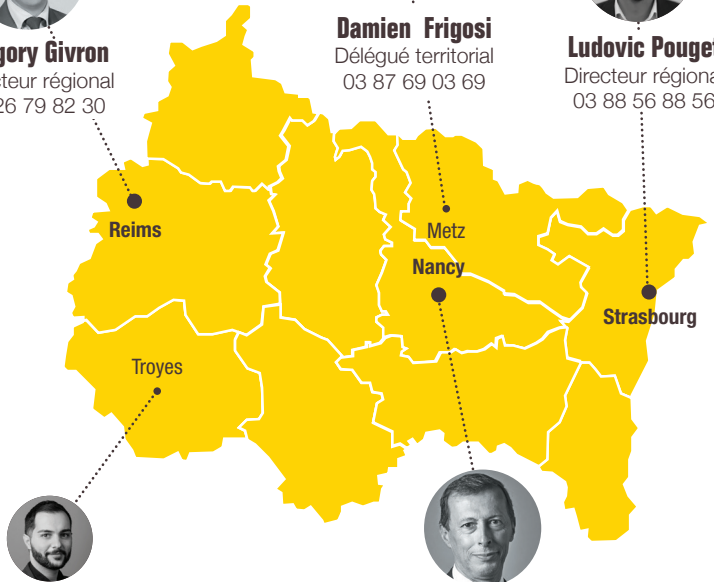 gory Givron
cteur régional
26 79 82 30
Damien Frigosi
Délégué territorial
03 87 69 03 69
Ludovic Pouget
Directeur régiona
03 88 56 88 56
Reims
Metz
Nancy
Strasbourg
Troyes